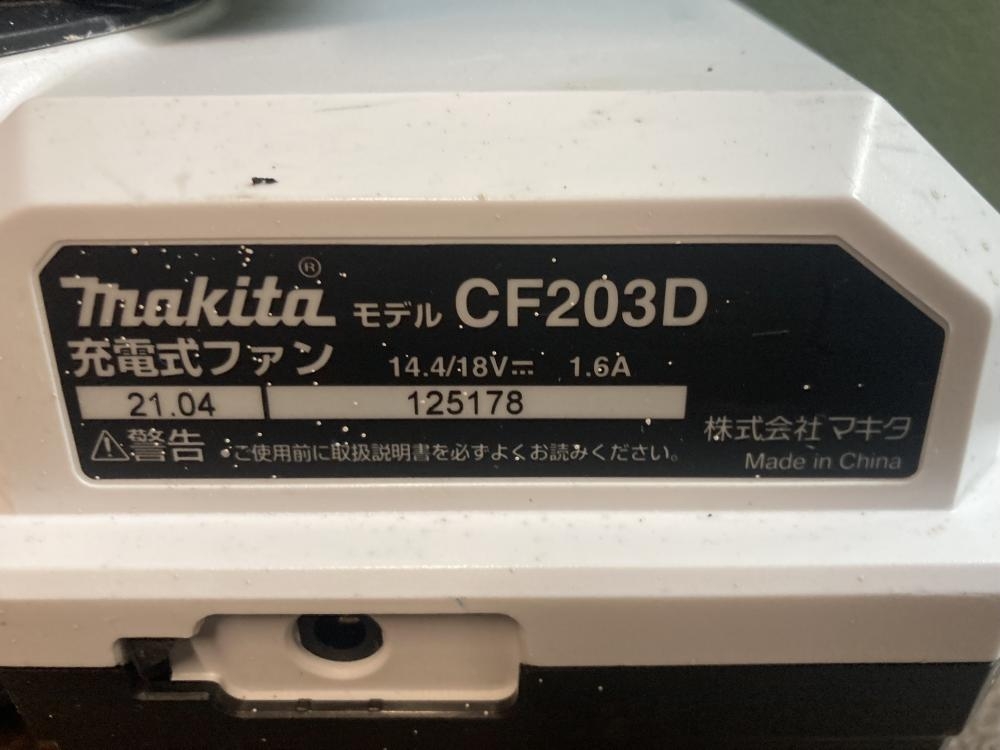 makita® モデル CF203D
充電式ファン 14.4/18V⎓ 1.6A
21.04 125178
⚠警告 ・ご使用前に取扱説明書を必ずよくお読みください。
株式会社マキタ
Made in China